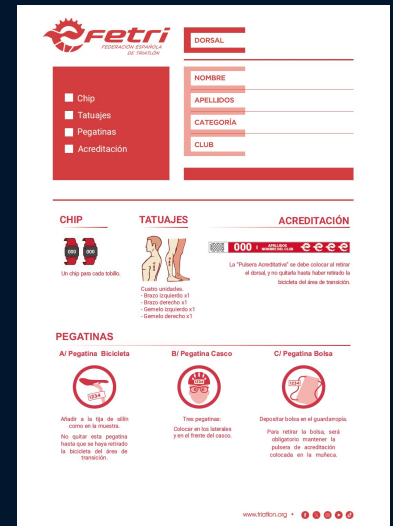 Fetri
FEDERACIÓN ESPAÑOLA
DE TRIATLÓN
DORSAL
Chip
Tatuajes
Pegatinas
Acreditación
NOMBRE
APELLIDOS
CATEGORÍA
CLUB
CHIP
000 000
Un chip para cada tobillo.
TATUAJES
Cuatro unidades.
- Brazo izquierdo x1
- Brazo derecho x1
- Gemelo izquierdo x1
- Gemelo derecho x1
ACREDITACIÓN
000
APELLIDOS
NOMBRE DEL CLUB
La "Pulsera Acreditativa" se debe colocar al retirar
el dorsal, y no quitarla hasta haber retirado la
bicicleta del área de transición.
PEGATINAS
A/ Pegatina Bicicleta
1234
Añadir a la tija de sillín
como en la muestra.
No quitar esta pegatina
hasta que se haya retirado
la bicicleta del área de
transición.
B/ Pegatina Casco
1234
Tres pegatinas:
Colocar en los laterales
y en el frente del casco.
C/ Pegatina Bolsa
1234
Depositar bolsa en el guardarropía.
Para retirar la bolsa, será
obligatorio mantener la
pulsera de acreditación
colocada en la muñeca.
www.triatlon.org